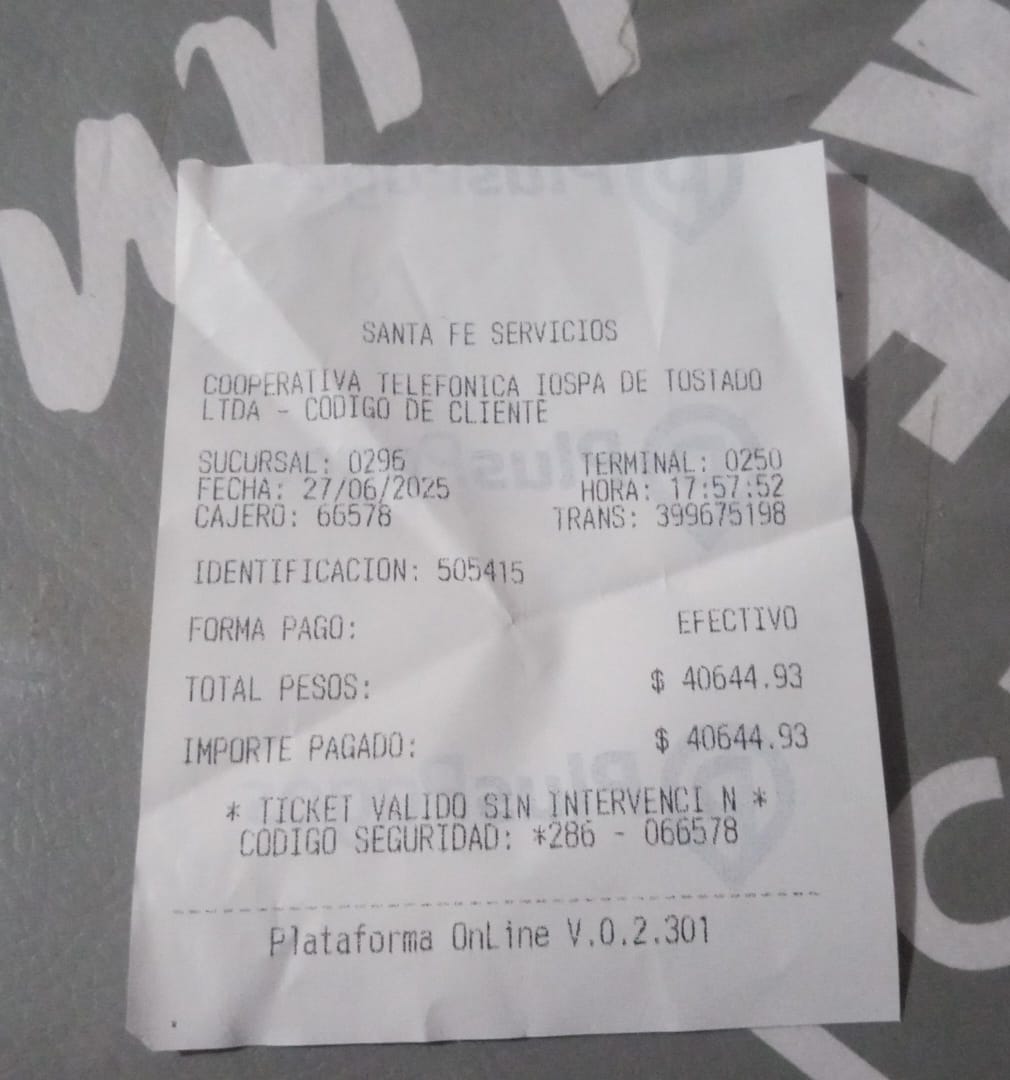 SANTA FE SERVICIOS
COOPERATIVA TELEFONICA IOSPA DE TOSTADO
LTDA - CODIGO DE CLIENTE
SUCURSAL: 0296 TERMINAL: 0250
FECHA: 27/06/2025 HORA: 17:57:52
CAJERO: 66578 TRANS: 399675198
IDENTIFICACION: 505415
FORMA PAGO: EFECTIVO
TOTAL PESOS: $ 40644.93
IMPORTE PAGADO: $ 40644.93
* TICKET VALIDO SIN INTERVENCI N *
CODIGO SEGURIDAD: *286 - 066578
Plataforma OnLine V.0.2.301